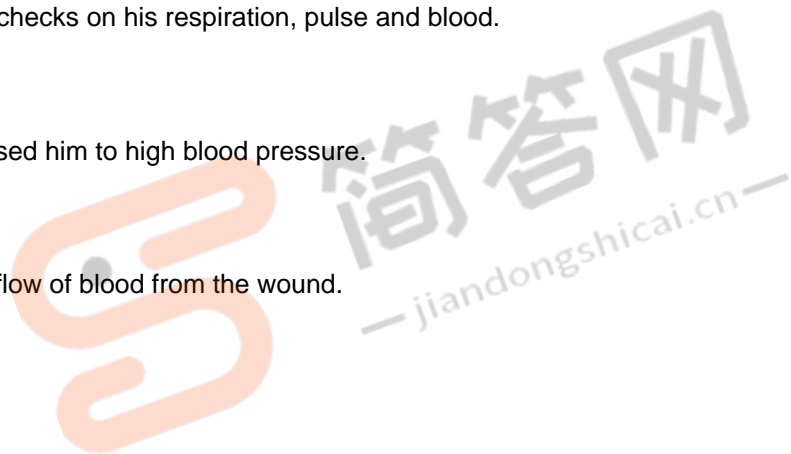 checks on his respiration, pulse and blood.
sed him to high blood pressure.
flow of blood from the wound.
简答网
jiandongshicai.cn